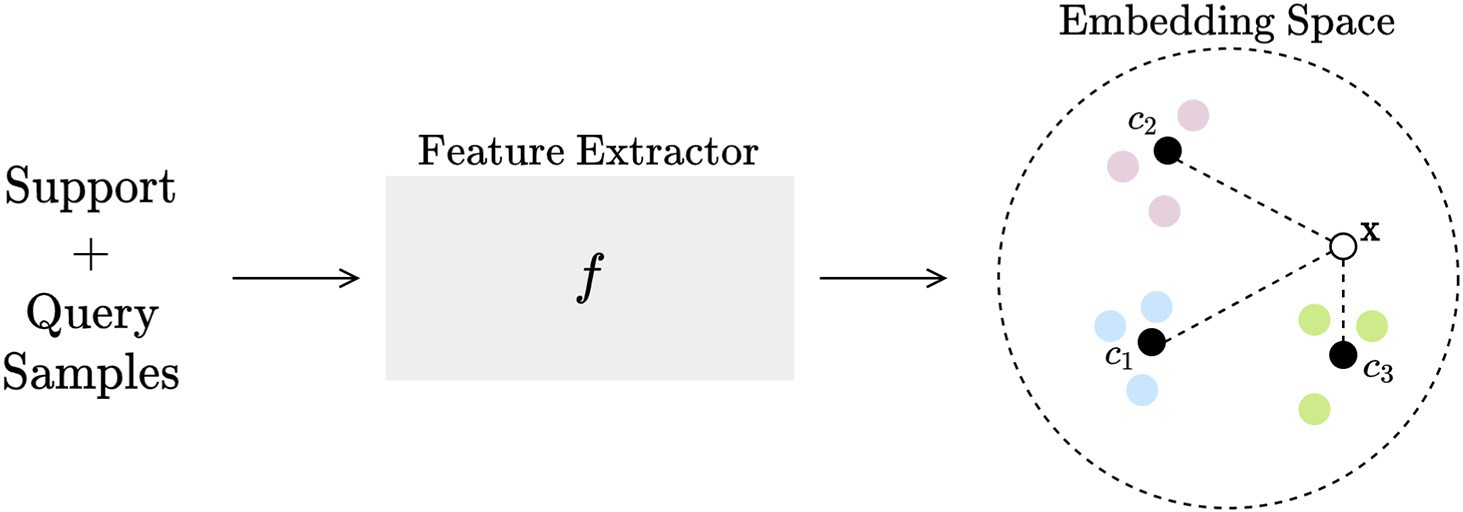 Support
+
Query
Samples
Feature Extractor
f
Embedding Space
c₂
x
c₁
c₃